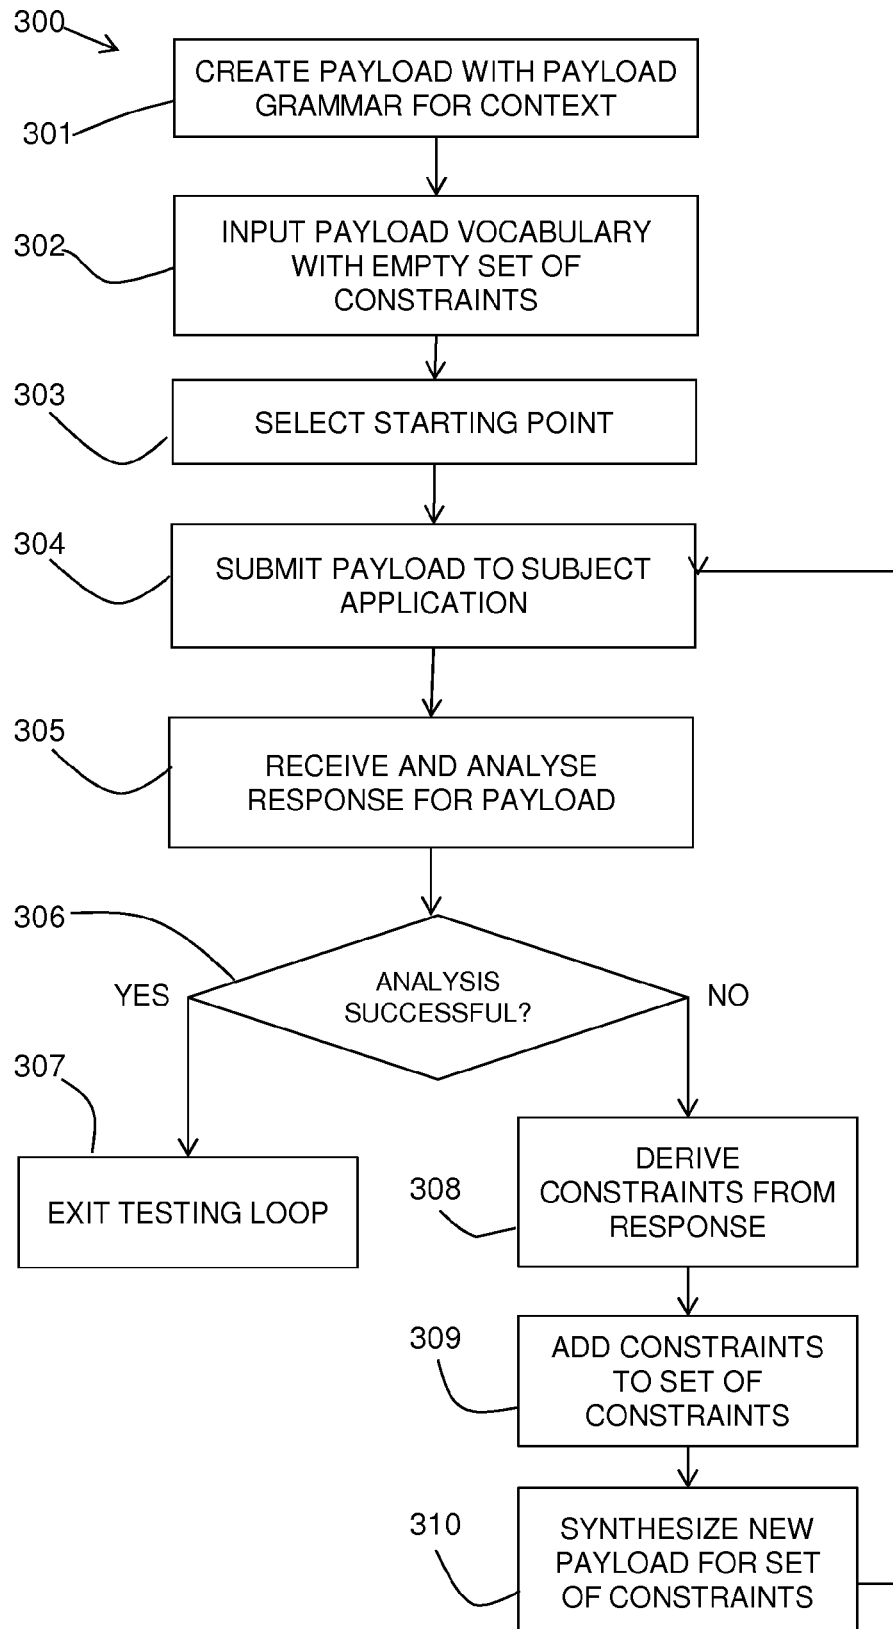 300
CREATE PAYLOAD WITH PAYLOAD
GRAMMAR FOR CONTEXT
301
302
INPUT PAYLOAD VOCABULARY
WITH EMPTY SET OF
CONSTRAINTS
303
SELECT STARTING POINT
304
SUBMIT PAYLOAD TO SUBJECT
APPLICATION
305
RECEIVE AND ANALYSE
RESPONSE FOR PAYLOAD
306
ANALYSIS
SUCCESSFUL?
YES
NO
307
EXIT TESTING LOOP
308
DERIVE
CONSTRAINTS FROM
RESPONSE
309
ADD CONSTRAINTS
TO SET OF
CONSTRAINTS
310
SYNTHESIZE NEW
PAYLOAD FOR SET
OF CONSTRAINTS